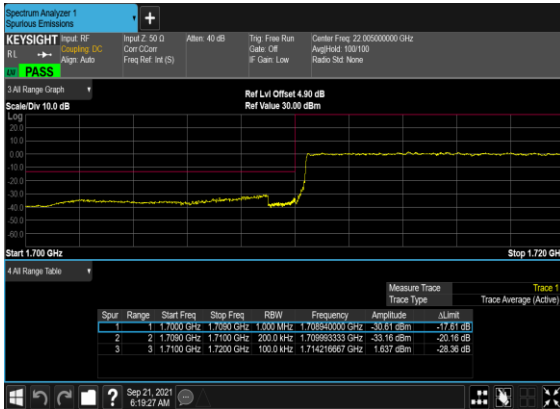 Spectrum Analyzer 1
Spurious Emissions
+
KEYSIGHT Input: RF Input Z: 50 Ω Atten: 40 dB Trig: Free Run Center Freq: 22.005000000 GHz
RL Coupling: DC Corr CCorr Gate: Off Avg|Hold: 100/100
Align: Auto Freq Ref: Int (S) IF Gain: Low Radio Std: None
LXI PASS
3 All Range Graph
Ref Lvl Offset 4.90 dB
Scale/Div 10.0 dB Ref Value 30.00 dBm
Log
20.0
10.0
0.00
-10.0
-20.0
-30.0
-40.0
-50.0
-60.0
Start 1.700 GHz Stop 1.720 GH
4 All Range Table
Measure Trace Trace 1
Trace Type Trace Average (Active)
Spur Range Start Freq Stop Freq RBW Frequency Amplitude ΔLimit
1 1 1.7000 GHz 1.7090 GHz 1.000 MHz 1.708940000 GHz -30.61 dBm -17.61 dB
2 2 1.7090 GHz 1.7100 GHz 200.0 kHz 1.709993333 GHz -33.16 dBm -20.16 dB
3 3 1.7100 GHz 1.7200 GHz 100.0 kHz 1.714216667 GHz 1.637 dBm -28.36 dB
? Sep 21, 2021
6:19:27 AM